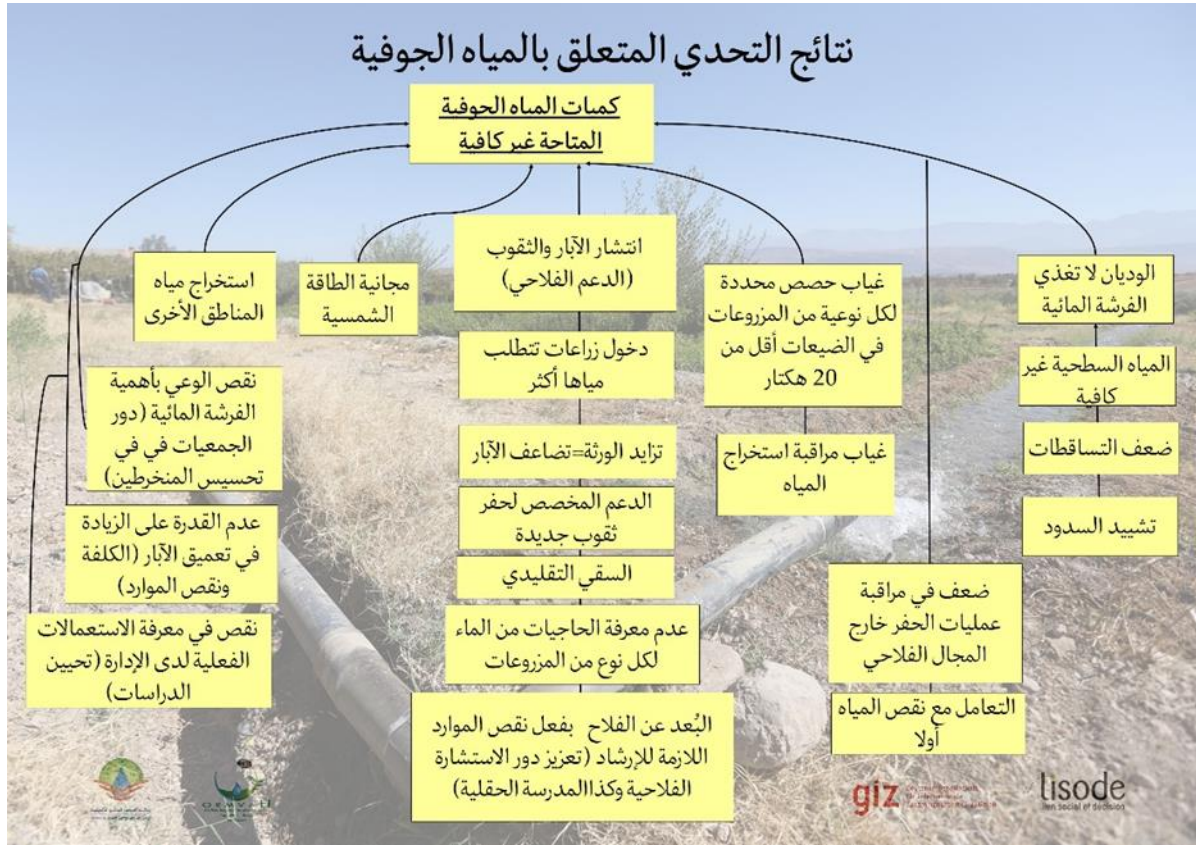 نتائج التحدي المتعلق بالمياه الجوفية
كميات المياه الجوفية
المتاحة غير كافية
الوديان لا تغذي
الفرشة المائية
المياه السطحية غير
كافية
ضعف التساقطات
تشييد السدود
ضعف في مراقبة
عمليات الحفر خارج
المجال الفلاحي
التعامل مع نقص المياه
أولا
غياب حصص محددة
لكل نوعية من المزروعات
في الضيعات أقل من
20 هكتار
غياب مراقبة استخراج
المياه
انتشار الآبار والثقوب
(الدعم الفلاحي)
دخول زراعات تتطلب
مياها أكثر
تزايد الورثة=تضاعف الآبار
الدعم المخصص لحفر
ثقوب جديدة
السقي التقليدي
عدم معرفة الحاجيات من الماء
لكل نوع من المزروعات
البُعد عن الفلاح بفعل نقص الموارد
اللازمة للإرشاد (تعزيز دور الاستشارة
الفلاحية وكذاالمدرسة الحقلية)
مجانية الطاقة
الشمسية
استخراج مياه
المناطق الأخرى
نقص الوعي بأهمية
الفرشة المائية (دور
الجمعيات في في
تحسيس المنخرطين)
عدم القدرة على الزيادة
في تعميق الآبار (الكلفة
ونقص الموارد)
نقص في معرفة الاستعمالات
الفعلية لدى الإدارة (تحيين
الدراسات)
giz
lisode
lien social et décision